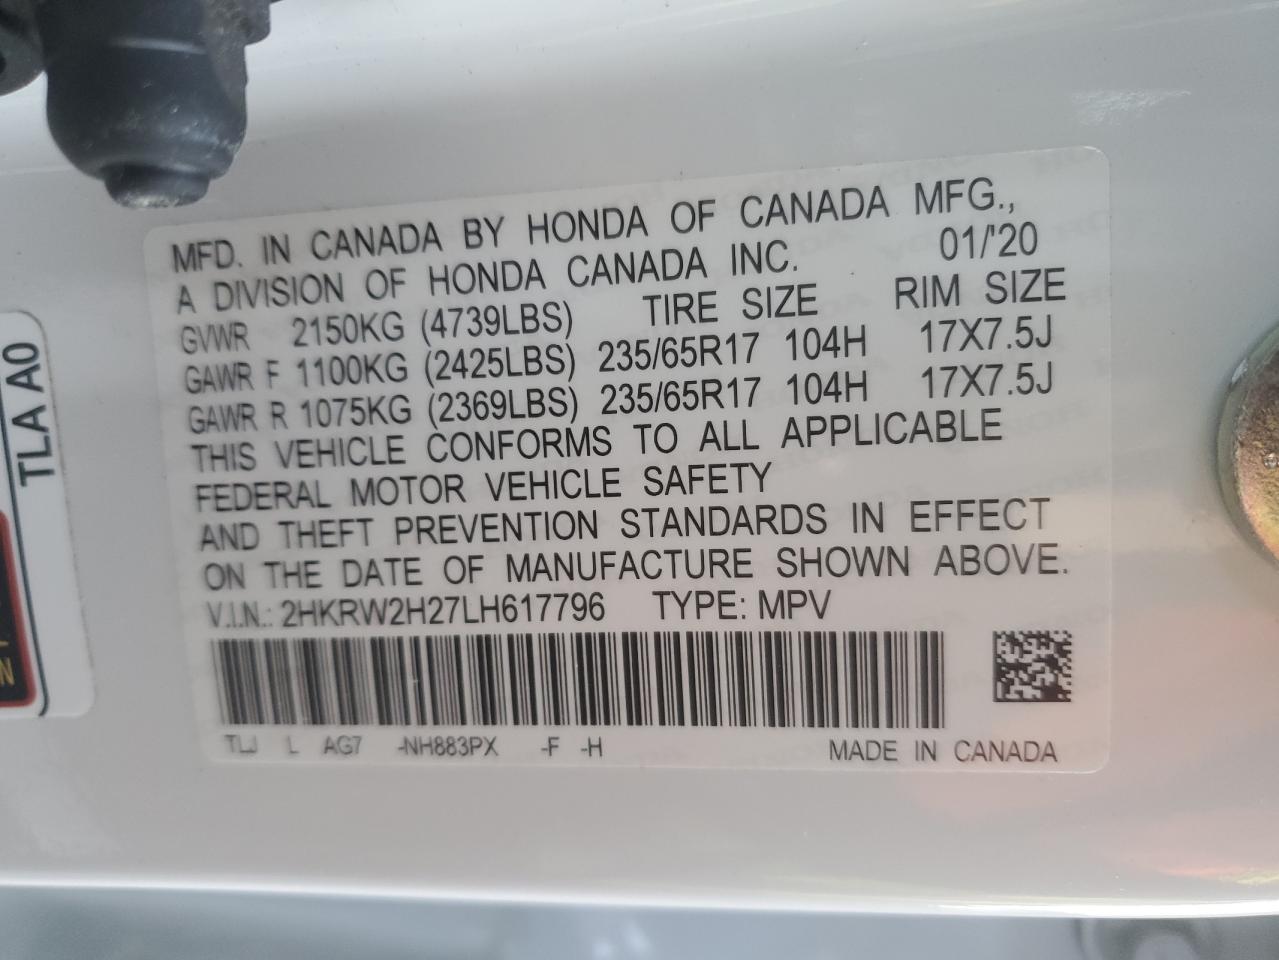 MFD. IN CANADA BY HONDA OF CANADA MFG.,
A DIVISION OF HONDA CANADA INC. 01/'20
GVWR 2150KG (4739LBS) TIRE SIZE RIM SIZE
GAWR F 1100KG (2425LBS) 235/65R17 104H 17X7.5J
GAWR R 1075KG (2369LBS) 235/65R17 104H 17X7.5J
THIS VEHICLE CONFORMS TO ALL APPLICABLE
FEDERAL MOTOR VEHICLE SAFETY
AND THEFT PREVENTION STANDARDS IN EFFECT
ON THE DATE OF MANUFACTURE SHOWN ABOVE.
V.I.N.: 2HKRW2H27LH617796 TYPE: MPV
TLJ L AG7 -NH883PX -F -H MADE IN CANADA
TLA A0